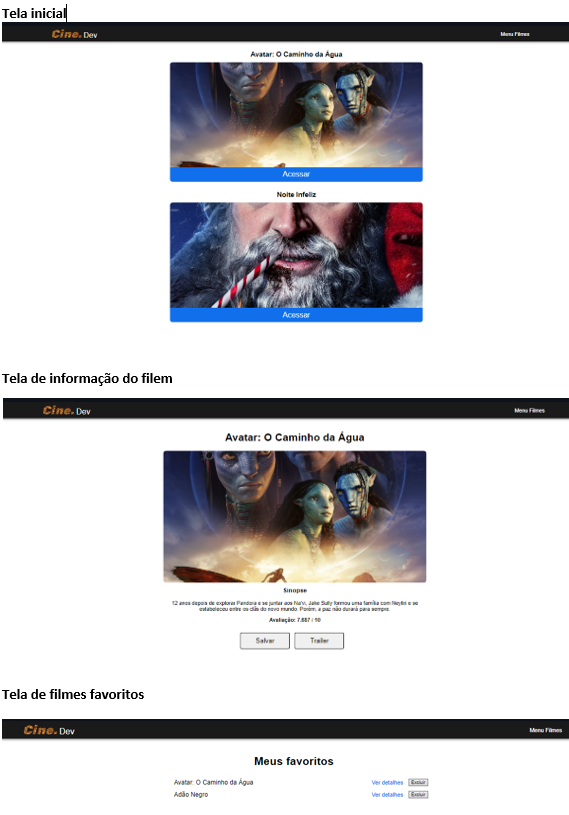 Tela inicial
Cine. Dev
Menu Filmes
Avatar: O Caminho da Água
Acessar
Noite Infeliz
Acessar
Tela de informação do filem
Cine. Dev
Menu Filmes
Avatar: O Caminho da Água
Sinopse
12 anos depois de explorar Pandora e se juntar aos Na'vi, Jake Sully formou uma família com Neytiri e se
estabeleceu entre os clãs do novo mundo. Porém, a paz não durará para sempre.
Avaliação: 7.687 / 10
Salvar
Trailer
Tela de filmes favoritos
Cine. Dev
Menu Filmes
Meus favoritos
Avatar: O Caminho da Água
Ver detalhes
Excluir
Adão Negro
Ver detalhes
Excluir